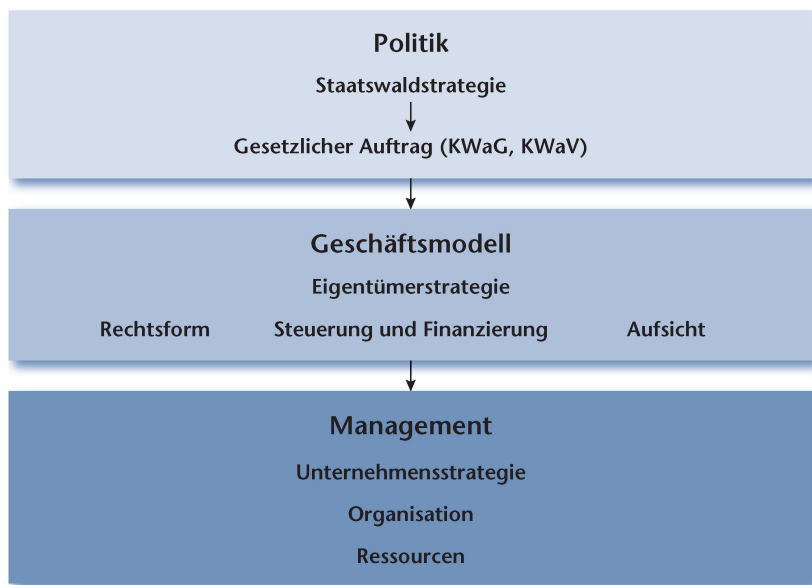 Politik
Staatswaldstrategie
Gesetzlicher Auftrag (KWaG, KWaV)
Geschäftsmodell
Eigentümerstrategie
Rechtsform Steuerung und Finanzierung Aufsicht
Management
Unternehmensstrategie
Organisation
Ressourcen